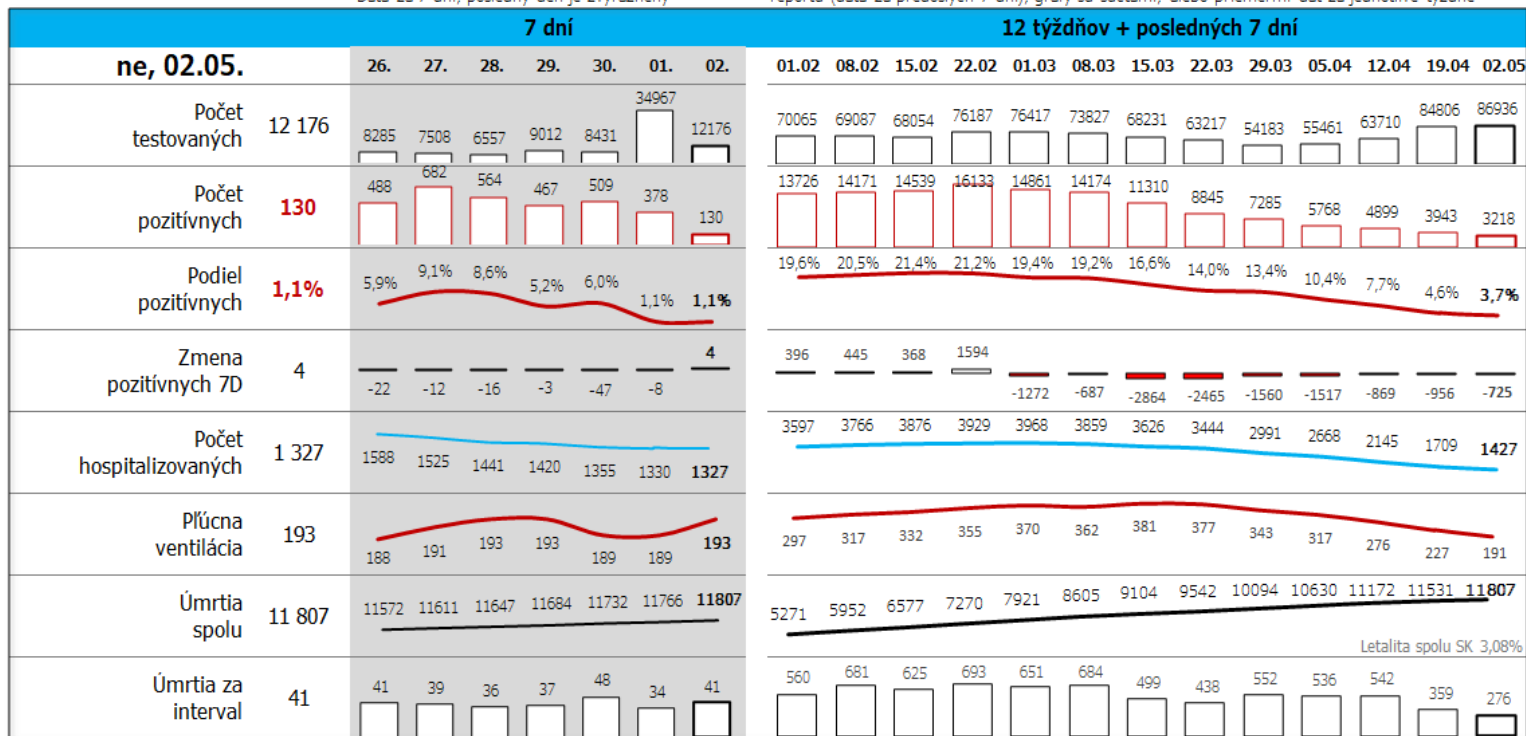 7 dní
12 týždňov + posledných 7 dní
ne, 02.05.
26. 27. 28. 29. 30. 01. 02.
01.02 08.02 15.02 22.02 01.03 08.03 15.03 22.03 29.03 05.04 12.04 19.04 02.05
Počet
testovaných
12 176
8285 7508 6557 9012 8431 34967 12176
70065 69087 68054 76187 76417 73827 68231 63217 54183 55461 63710 84806 86936
Počet
pozitívnych
130
488 682 564 467 509 378 130
13726 14171 14539 16133 14861 14174 11310 8845 7285 5768 4899 3943 3218
Podiel
pozitívnych
1,1%
5,9% 9,1% 8,6% 5,2% 6,0% 1,1% 1,1%
19,6% 20,5% 21,4% 21,2% 19,4% 19,2% 16,6% 14,0% 13,4% 10,4% 7,7% 4,6% 3,7%
Zmena
pozitívnych 7D
4
-22 -12 -16 -3 -47 -8 4
396 445 368 1594 -1272 -687 -2864 -2465 -1560 -1517 -869 -956 -725
Počet
hospitalizovaných
1 327
1588 1525 1441 1420 1355 1330 1327
3597 3766 3876 3929 3968 3859 3626 3444 2991 2668 2145 1709 1427
Pľúcna
ventilácia
193
188 191 193 193 189 189 193
297 317 332 355 370 362 381 377 343 317 276 227 191
Úmrtia
spolu
11 807
11572 11611 11647 11684 11732 11766 11807
5271 5952 6577 7270 7921 8605 9104 9542 10094 10630 11172 11531 11807
Letalita spolu SK 3,08%
Úmrtia za
interval
41
41 39 36 37 48 34 41
560 681 625 693 651 684 499 438 552 536 542 359 276